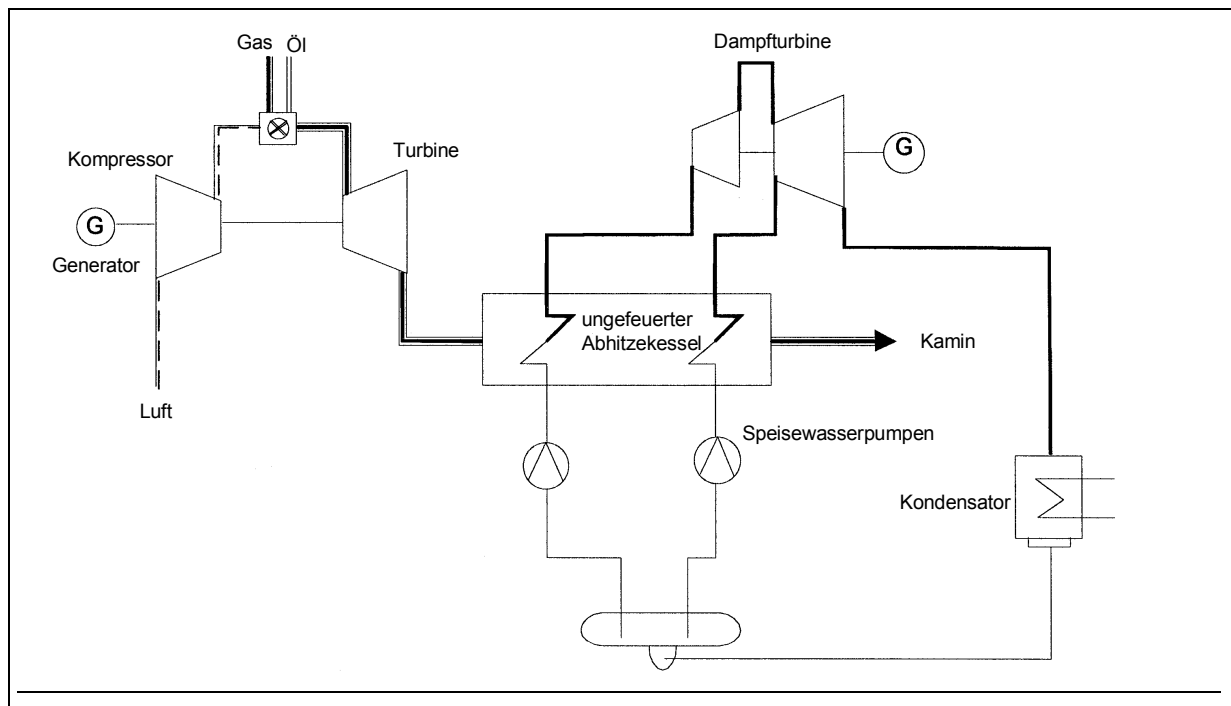 Gas Öl
Dampfturbine
Kompressor
Turbine
G
G
Generator
ungefeuerter
Abhitzekessel
Kamin
Luft
Speisewasserpumpen
Kondensator